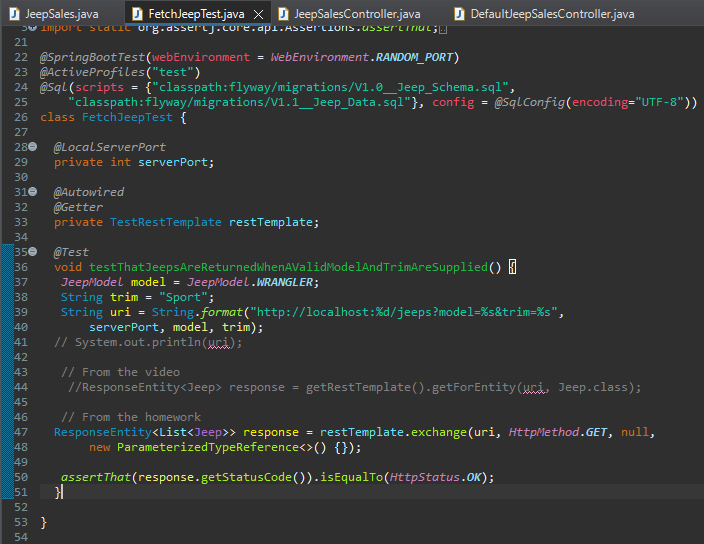 JeepSales.java FetchJeepTest.java JeepSalesController.java DefaultJeepSalesController.java
import static org.assertj.core.api.Assertions.assertThat;
21
22 @SpringBootTest(webEnvironment = WebEnvironment.RANDOM_PORT)
23 @ActiveProfiles("test")
24 @Sql(scripts = {"classpath:flyway/migrations/V1.0__Jeep_Schema.sql",
25 "classpath:flyway/migrations/V1.1__Jeep_Data.sql"}, config = @SqlConfig(encoding="UTF-8"))
26 class FetchJeepTest {
27
28 @LocalServerPort
29 private int serverPort;
30
31 @Autowired
32 @Getter
33 private TestRestTemplate restTemplate;
34
35 @Test
36 void testThatJeepsAreReturnedWhenAValidModelAndTrimAreSupplied() {
37 JeepModel model = JeepModel.WRANGLER;
38 String trim = "Sport";
39 String uri = String.format("http://localhost:%d/jeeps?model=%s&trim=%s",
40 serverPort, model, trim);
41 // System.out.println(uri);
42
43 // From the video
44 //ResponseEntity<Jeep> response = getRestTemplate().getForEntity(uri, Jeep.class);
45
46 // From the homework
47 ResponseEntity<List<Jeep>> response = restTemplate.exchange(uri, HttpMethod.GET, null,
48 new ParameterizedTypeReference<>() {});
49
50 assertThat(response.getStatusCode()).isEqualTo(HttpStatus.OK);
51 }
52
53 }
54